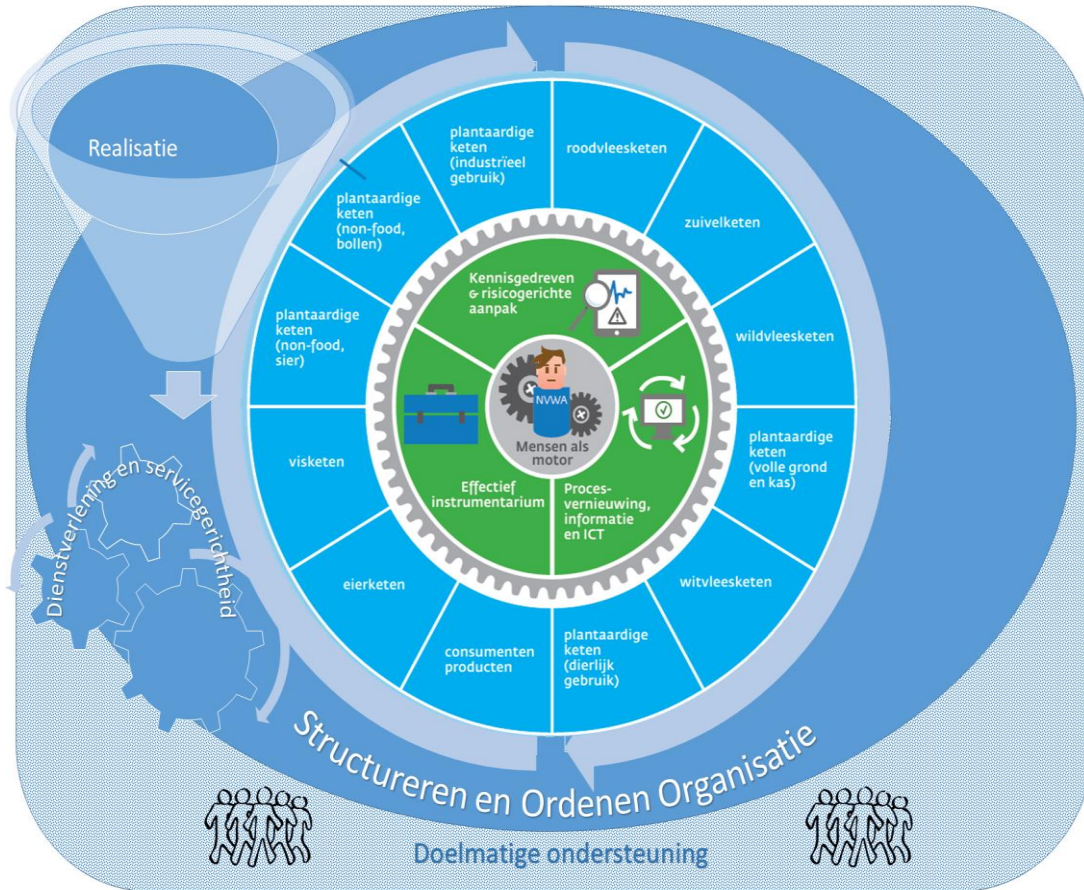 Realisatie
plantaardige
keten
(industrïeel
gebruik)
roodvleesketen
zuivelketen
wildvleesketen
plantaardige
keten
(volle grond
en kas)
witvleesketen
plantaardige
keten
(dierlijk
gebruik)
consumenten
producten
eierketen
visketen
plantaardige
keten
(non-food,
sier)
plantaardige
keten
(non-food,
bollen)
Kennisgedreven
& risicogerichte
aanpak
NVWA
Mensen als
motor
Effectief
instrumentarium
Proces-
vernieuwing,
informatie
en ICT
Dienstverlening en servicegerichtheid
Structureren en Ordenen Organisatie
Doelmatige ondersteuning